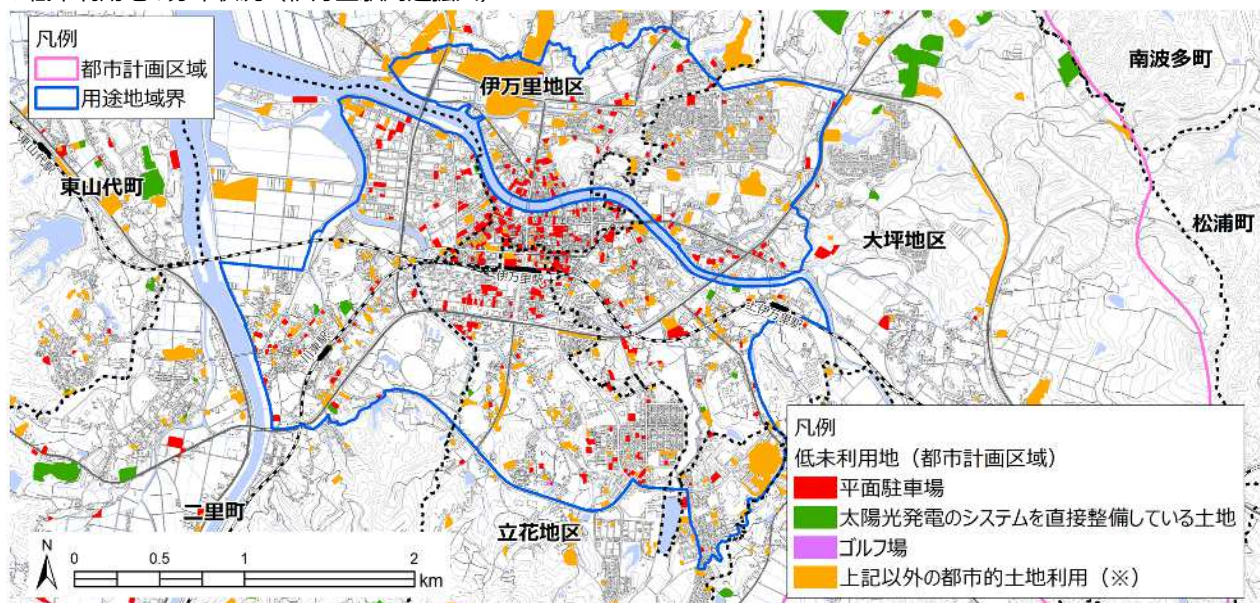 凡例
都市計画区域
用途地域界
伊万里地区
南波多町
東山代町
松浦町
大坪地区
凡例
低未利用地（都市計画区域）
平面駐車場
太陽光発電のシステムを直接整備している土地
ゴルフ場
上記以外の都市的土地利用（※）
二里町
立花地区
N
0 0.5 1 2
km